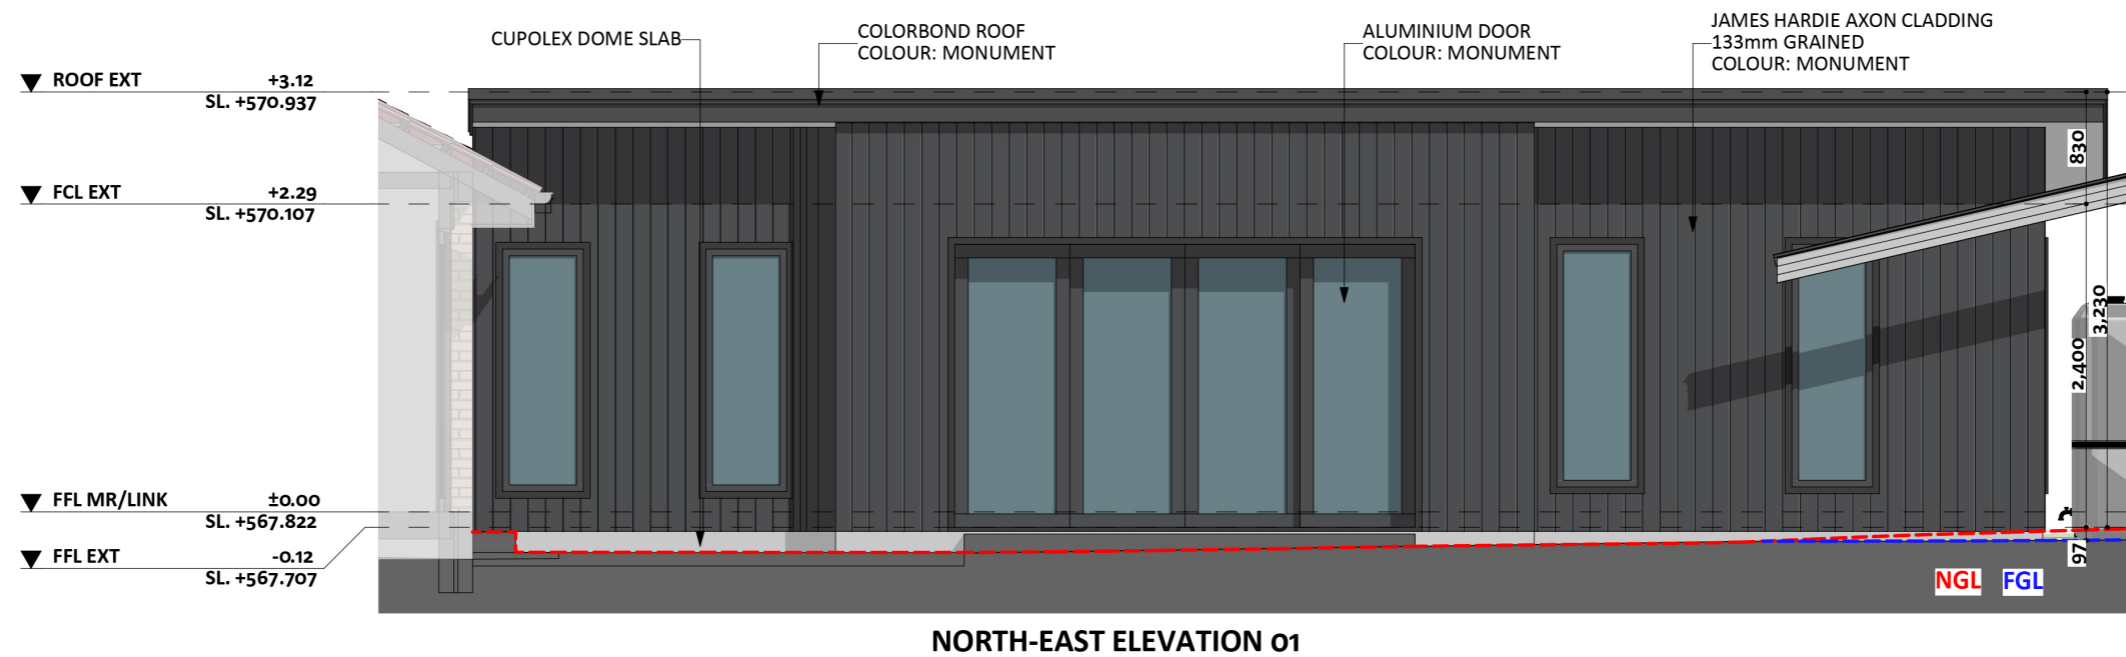 CUPOLEX DOME SLAB
COLORBOND ROOF
COLOUR: MONUMENT
ALUMINIUM DOOR
COLOUR: MONUMENT
JAMES HARDIE AXON CLADDING
133mm GRAINED
COLOUR: MONUMENT
ROOF EXT +3.12
SL. +570.937
FCL EXT +2.29
SL. +570.107
FFL MR/LINK ±0.00
SL. +567.822
FFL EXT -0.12
SL. +567.707
830
3,230
2,400
97
NGL FGL
NORTH-EAST ELEVATION 01